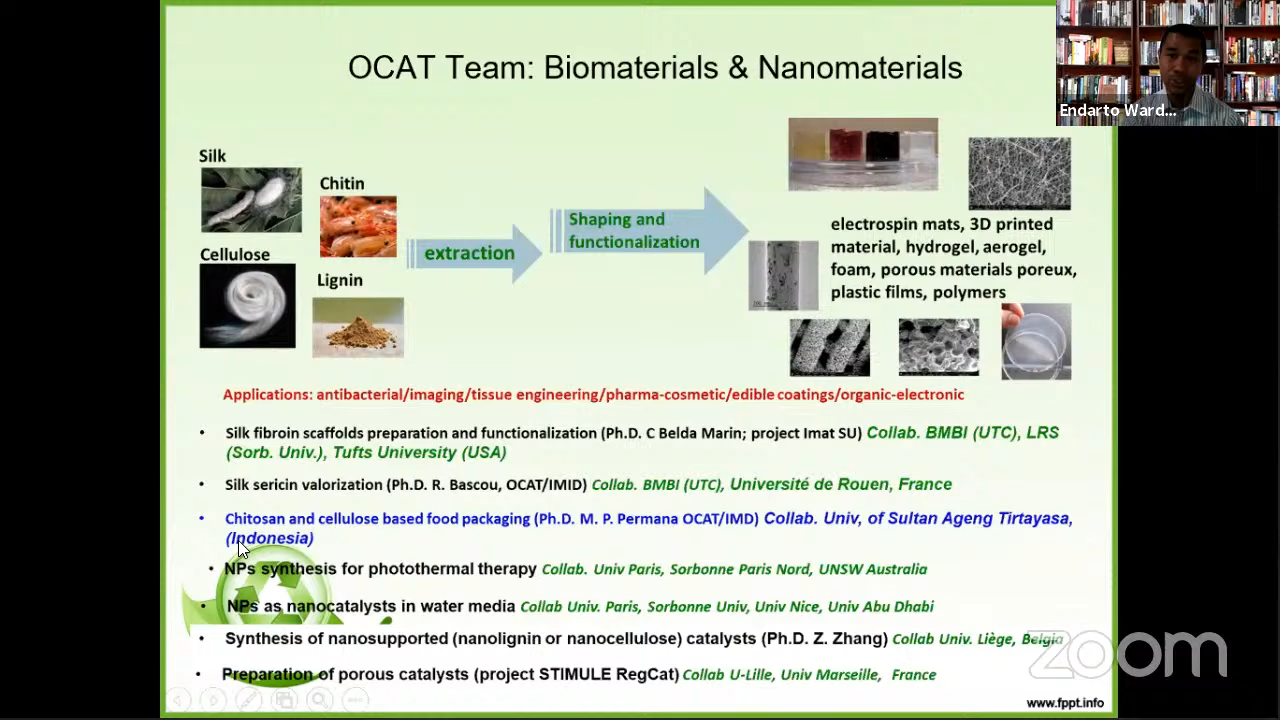 OCAT Team: Biomaterials & Nanomaterials
Endarto Ward...
Silk
Chitin
Cellulose
Lignin
extraction
Shaping and
functionalization
electrospin mats, 3D printed
material, hydrogel, aerogel,
foam, porous materials poreux,
plastic films, polymers
Applications: antibacterial/imaging/tissue engineering/pharma-cosmetic/edible coatings/organic-electronic
• Silk fibroin scaffolds preparation and functionalization (Ph.D. C Belda Marin; project Imat SU) Collab. BMBI (UTC), LRS
(Sorb. Univ.), Tufts University (USA)
• Silk sericin valorization (Ph.D. R. Bascou, OCAT/IMID) Collab. BMBI (UTC), Université de Rouen, France
• Chitosan and cellulose based food packaging (Ph.D. M. P. Permana OCAT/IMD) Collab. Univ, of Sultan Ageng Tirtayasa,
(Indonesia)
• NPs synthesis for photothermal therapy Collab. Univ Paris, Sorbonne Paris Nord, UNSW Australia
• NPs as nanocatalysts in water media Collab Univ. Paris, Sorbonne Univ, Univ Nice, Univ Abu Dhabi
• Synthesis of nanosupported (nanolignin or nanocellulose) catalysts (Ph.D. Z. Zhang) Collab Univ. Liège, Belgia
• Preparation of porous catalysts (project STIMULE RegCat) Collab U-Lille, Univ Marseille, France
zoom
www.fppt.info